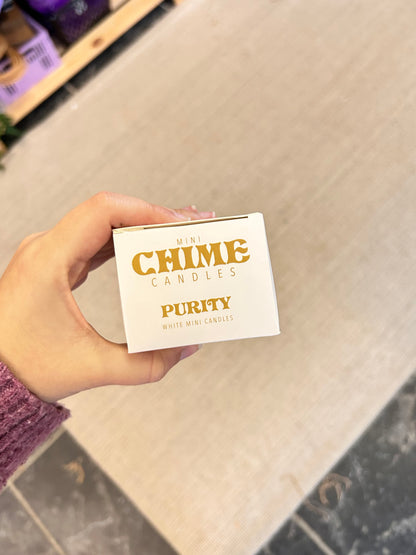 MINI
CHIME
CANDLES
PURITY
WHITE MINI CANDLES